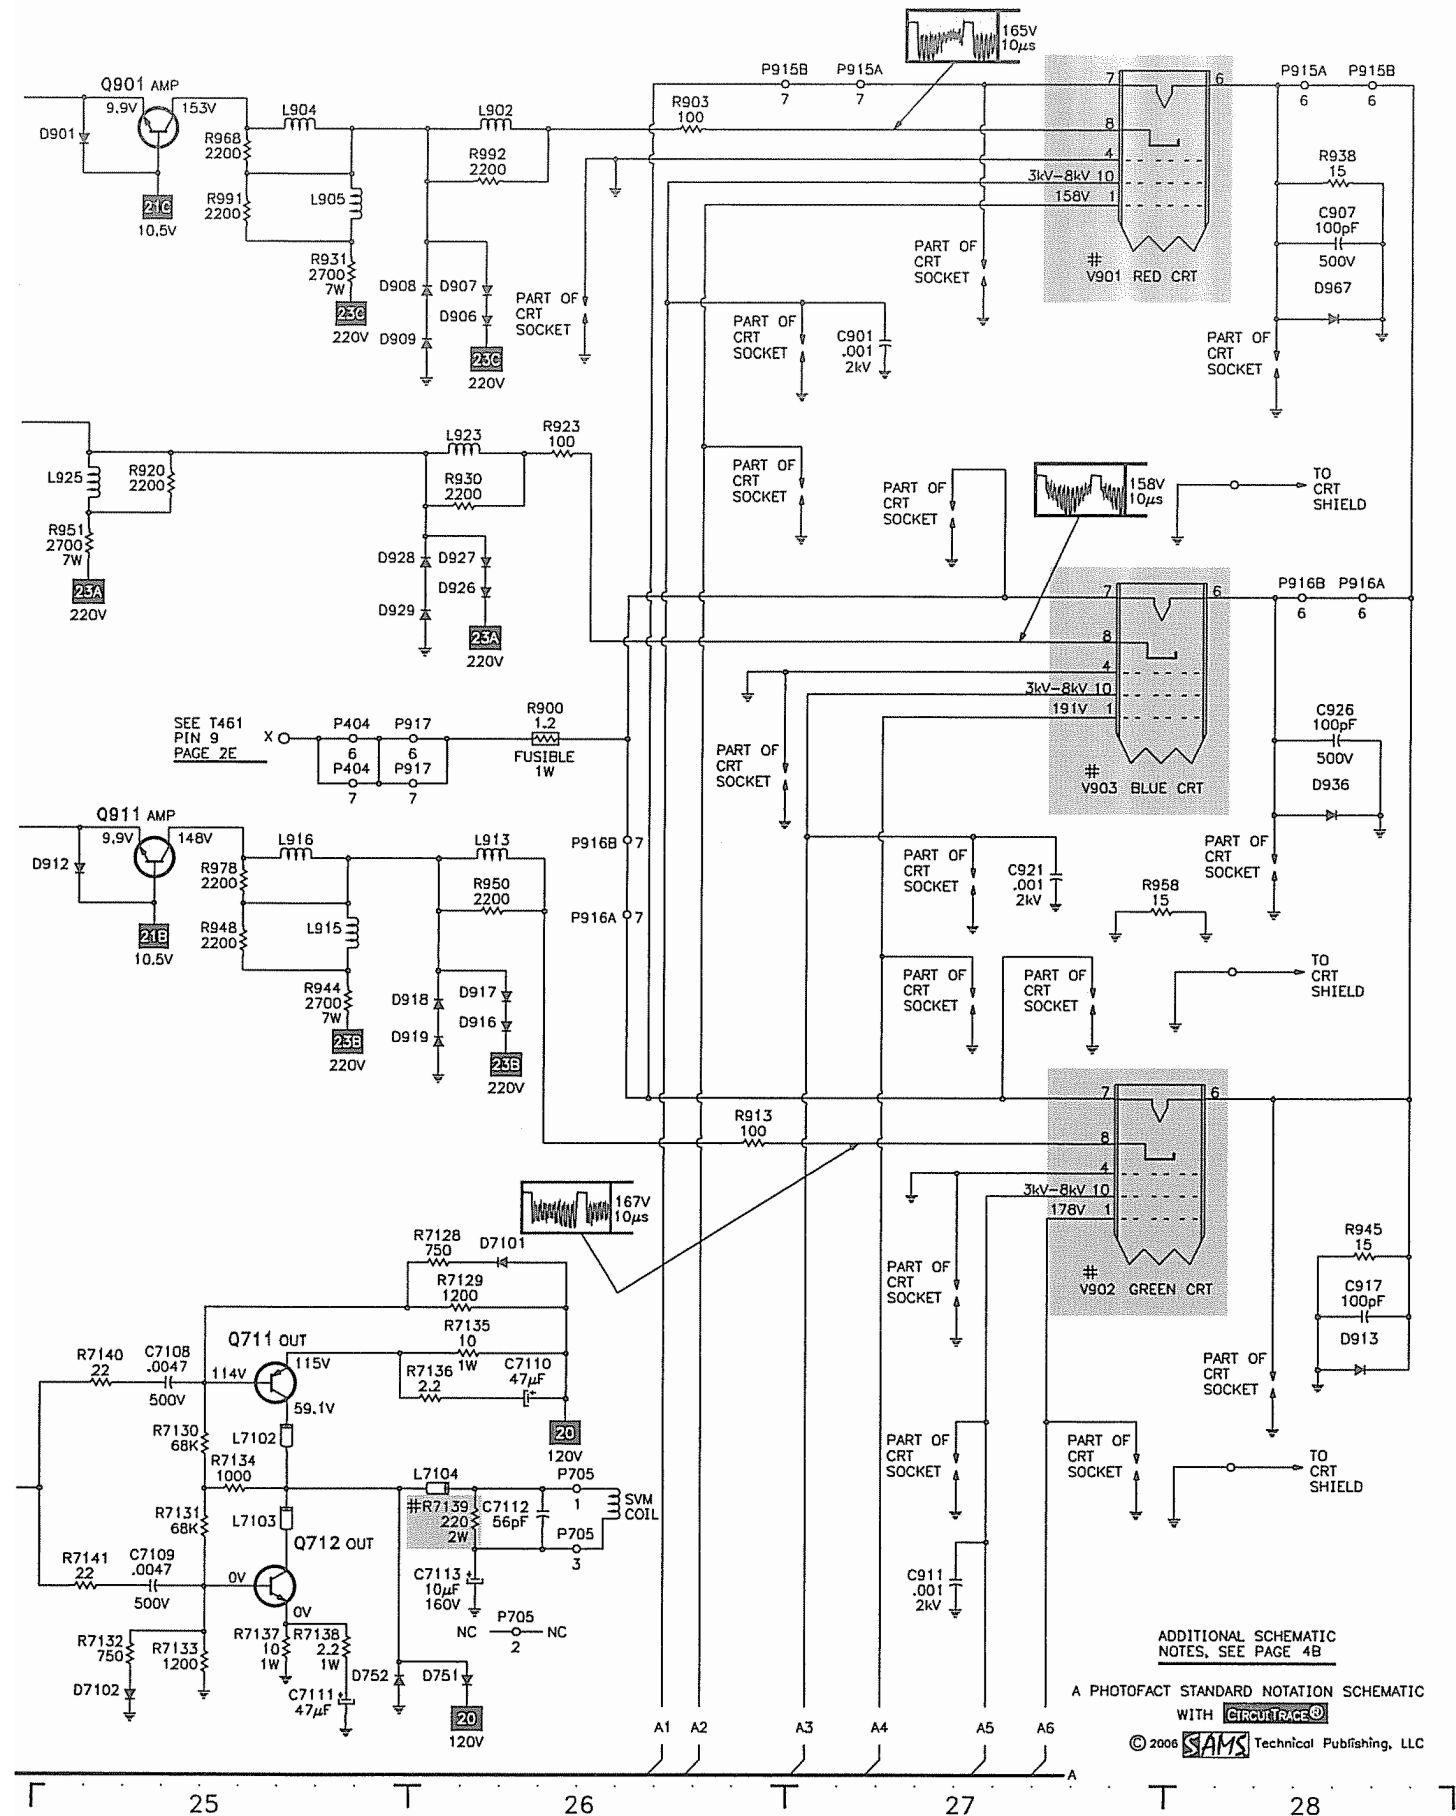 165V
10μs
Q901 AMP
9.9V
153V
D901
21C
10.5V
R968
2200
R991
2200
L904
L905
R931
2700
7W
23C
220V
L902
R992
2200
D908
D907
D906
D909
23C
220V
PART OF
CRT
SOCKET
R903
100
P915B
7
P915A
7
7
8
4
3kV-8kV 10
158V 1
6
#
V901 RED CRT
P915A
6
P915B
6
R938
15
C907
100pF
500V
D967
PART OF
CRT
SOCKET
PART OF
CRT
SOCKET
PART OF
CRT
SOCKET
C901
.001
2kV
L925
R920
2200
R951
2700
7W
23A
220V
L923
R930
2200
R923
100
D928
D927
D926
D929
23A
220V
PART OF
CRT
SOCKET
PART OF
CRT
SOCKET
158V
10μs
TO
CRT
SHIELD
7
8
4
3kV-8kV 10
191V 1
6
#
V903 BLUE CRT
P916B
6
P916A
6
C926
100pF
500V
D936
PART OF
CRT
SOCKET
SEE T461
PIN 9
PAGE 2E
X
P404
6
P404
7
P917
6
P917
7
R900
1.2
FUSIBLE
1W
PART OF
CRT
SOCKET
Q911 AMP
9.9V
148V
D912
21B
10.5V
R978
2200
R948
2200
L916
L915
R944
2700
7W
23B
220V
L913
R950
2200
D918
D917
D916
D919
23B
220V
P916B 7
P916A 7
PART OF
CRT
SOCKET
C921
.001
2kV
R958
15
PART OF
CRT
SOCKET
PART OF
CRT
SOCKET
TO
CRT
SHIELD
R913
100
7
8
4
3kV-8kV 10
178V 1
6
#
V902 GREEN CRT
167V
10μs
PART OF
CRT
SOCKET
R945
15
C917
100pF
D913
PART OF
CRT
SOCKET
R7128
750
D7101
R7129
1200
R7135
10
1W
R7136
2.2
C7110
47μF
20
120V
Q711 OUT
114V
115V
59.1V
R7140
22
C7108
.0047
500V
R7130
68K
R7134
1000
L7102
L7103
R7131
68K
R7141
22
C7109
.0047
500V
Q712 OUT
0V
0V
L7104
#R7139
220
2W
C7112
56pF
P705
1
P705
3
SVM
COIL
C7113
10μF
160V
NC
P705
2
NC
R7132
750
D7102
R7133
1200
R7137
10
1W
R7138
2.2
1W
C7111
47μF
D752
D751
20
120V
PART OF
CRT
SOCKET
PART OF
CRT
SOCKET
TO
CRT
SHIELD
C911
.001
2kV
A1
A2
A3
A4
A5
A6
A
ADDITIONAL SCHEMATIC
NOTES, SEE PAGE 4B
A PHOTOFACT STANDARD NOTATION SCHEMATIC
WITH CIRCUITRACE®
© 2006 SAMS Technical Publishing, LLC
25
26
27
28